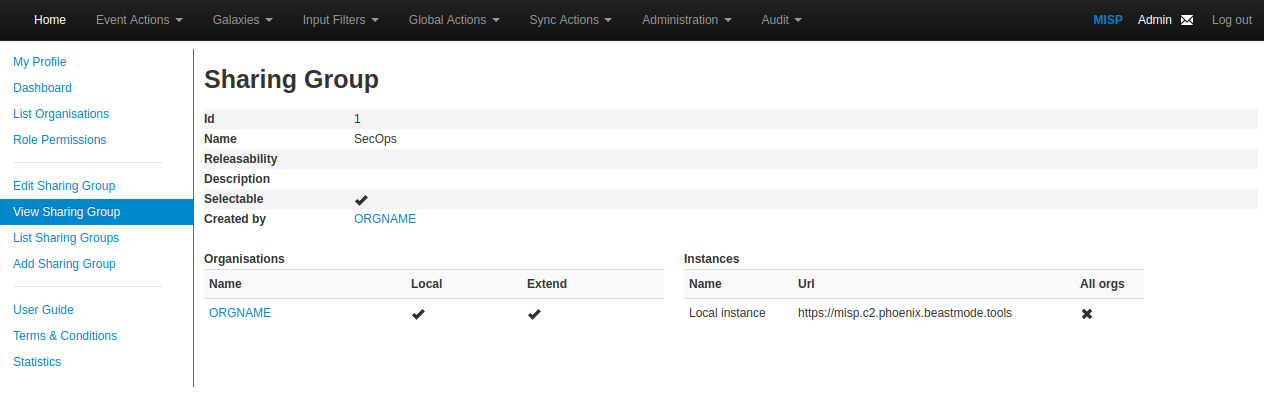 Home Event Actions Galaxies Input Filters Global Actions Sync Actions Administration Audit MISP Admin Log out
My Profile
Dashboard
List Organisations
Role Permissions
Edit Sharing Group
View Sharing Group
List Sharing Groups
Add Sharing Group
User Guide
Terms & Conditions
Statistics
Sharing Group
Id 1
Name SecOps
Releasability
Description
Selectable
Created by ORGNAME
Organisations
Name Local Extend
ORGNAME
Instances
Name Url All orgs
Local instance https://misp.c2.phoenix.beastmode.tools